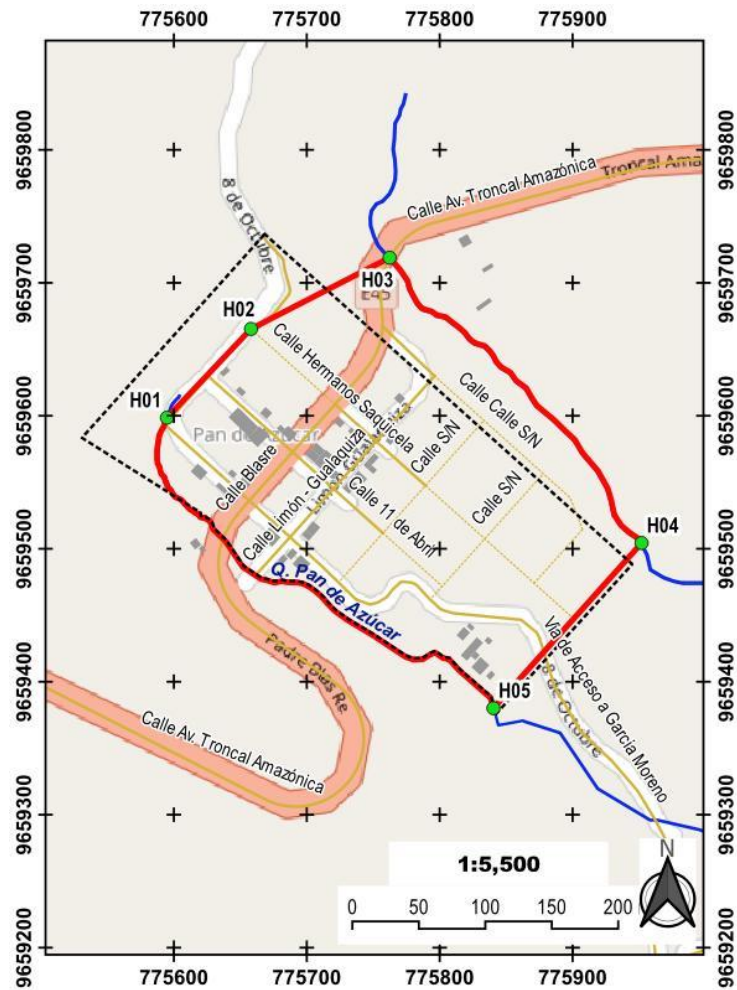 775600 775700 775800 775900
9659800
9659800
8 de Octubre
Calle Av. Troncal Amazónica
Troncal Ama
9659700
9659700
H03
E45
H02
Calle Hermanos Saquicela
Calle Calle S/N
9659600
9659600
H01
Pan de Azúcar
Calle S/N
Calle Blasre
Calle Limón - Gualaquiza
Calle S/N
Calle 11 de Abril
9659500
9659500
H04
Q. Pan de Azúcar
Vía de Acceso a García Moreno
9659400
9659400
Padre Blas Re
H05
8 de Octubre
Calle Av. Troncal Amazónica
9659300
9659300
1:5,500
N
0 50 100 150 200
9659200
9659200
775600 775700 775800 775900